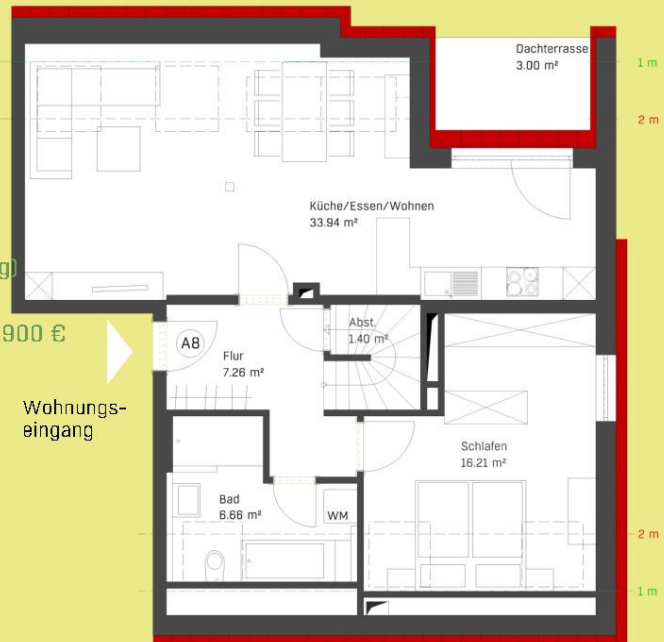 Dachterrasse
3.00 m²
1 m
2 m
Küche/Essen/Wohnen
33.94 m²
g)
900 €
A8
Abst.
1.40 m²
Flur
7.26 m²
Wohnungs-
eingang
Schlafen
16.21 m²
Bad
6.66 m²
WM
2 m
1 m